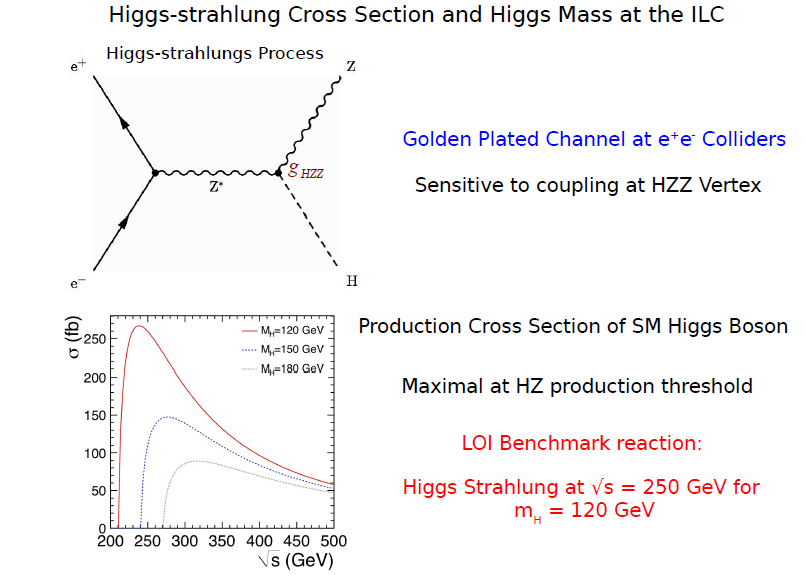 Higgs-strahlung Cross Section and Higgs Mass at the ILC
Higgs-strahlungs Process
e⁺
Z
Z*
g HZZ
e⁻
H
Golden Plated Channel at e⁺e⁻ Colliders
Sensitive to coupling at HZZ Vertex
σ (fb)
250
200
150
100
50
0
M_H=120 GeV
M_H=150 GeV
M_H=180 GeV
200 250 300 350 400 450 500
√s (GeV)
Production Cross Section of SM Higgs Boson
Maximal at HZ production threshold
LOI Benchmark reaction:
Higgs Strahlung at √s = 250 GeV for
m_H = 120 GeV